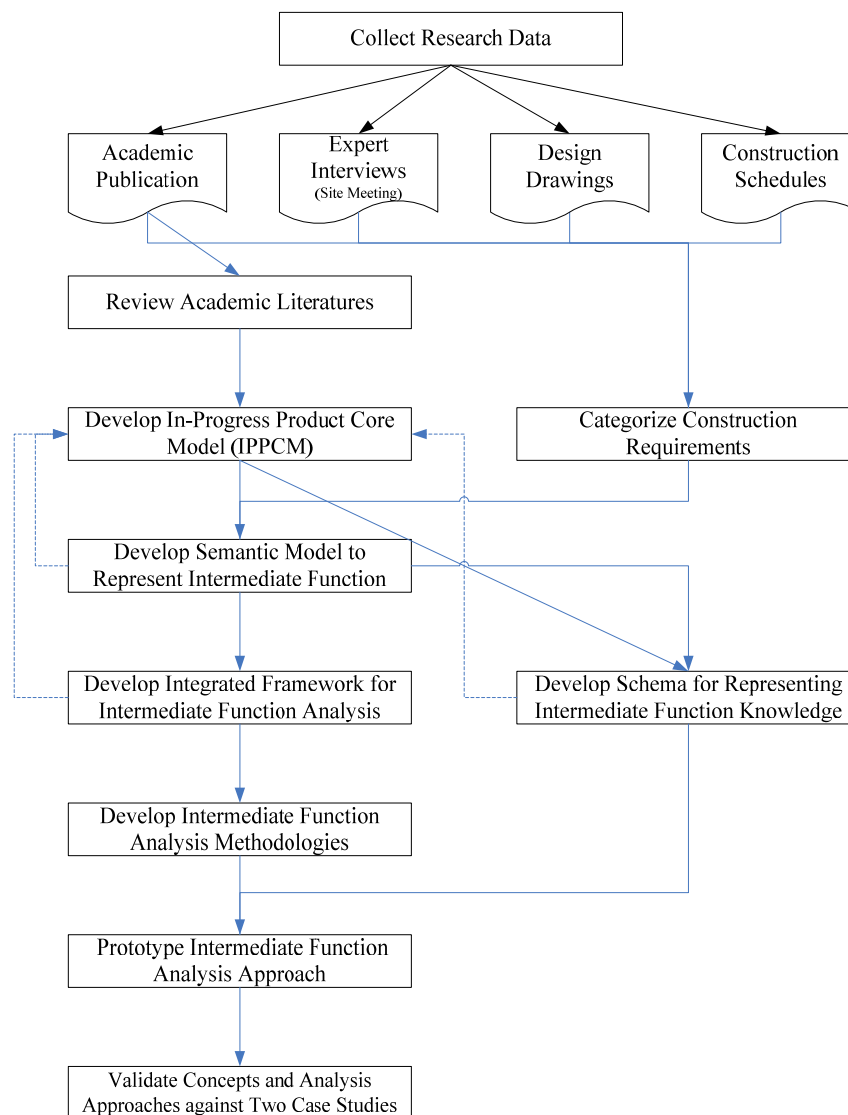 Collect Research Data
Academic
Publication
Expert
Interviews
(Site Meeting)
Design
Drawings
Construction
Schedules
Review Academic Literatures
Develop In-Progress Product Core
Model (IPPCM)
Categorize Construction
Requirements
Develop Semantic Model to
Represent Intermediate Function
Develop Integrated Framework for
Intermediate Function Analysis
Develop Schema for Representing
Intermediate Function Knowledge
Develop Intermediate Function
Analysis Methodologies
Prototype Intermediate Function
Analysis Approach
Validate Concepts and Analysis
Approaches against Two Case Studies